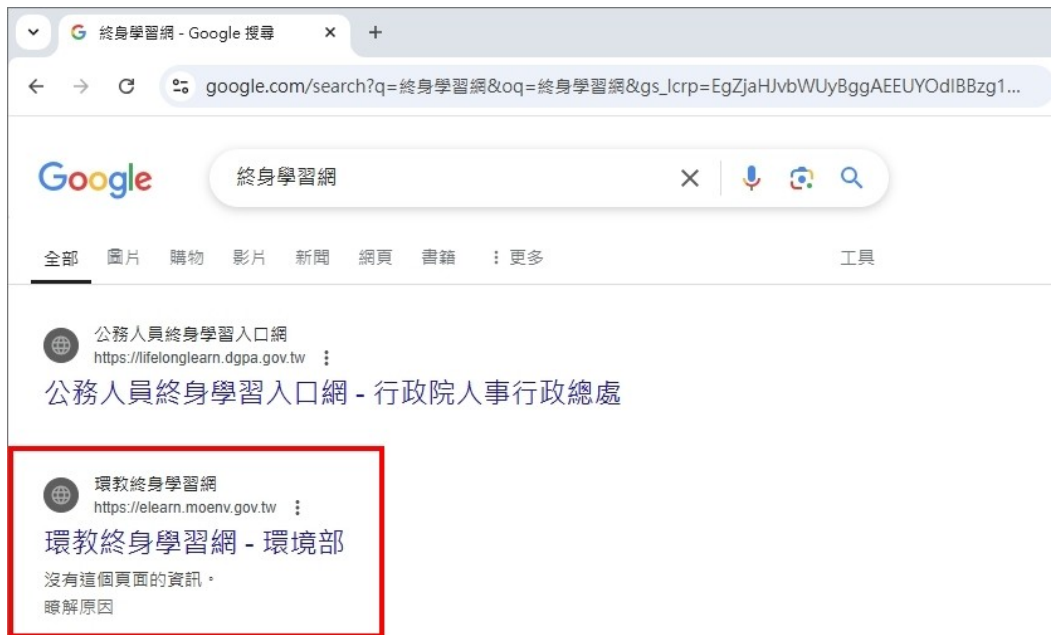 終身學習網 - Google 搜尋
google.com/search?q=終身學習網&oq=終身學習網&gs_lcrp=EgZjaHJvbWUyBggAEEUYOdIBBzg1...
Google 終身學習網
全部 圖片 購物 影片 新聞 網頁 書籍 更多 工具
公務人員終身學習入口網
https://lifelonglearn.dgpa.gov.tw
公務人員終身學習入口網 - 行政院人事行政總處
環教終身學習網
https://elearn.moenv.gov.tw
環教終身學習網 - 環境部
沒有這個頁面的資訊。
瞭解原因